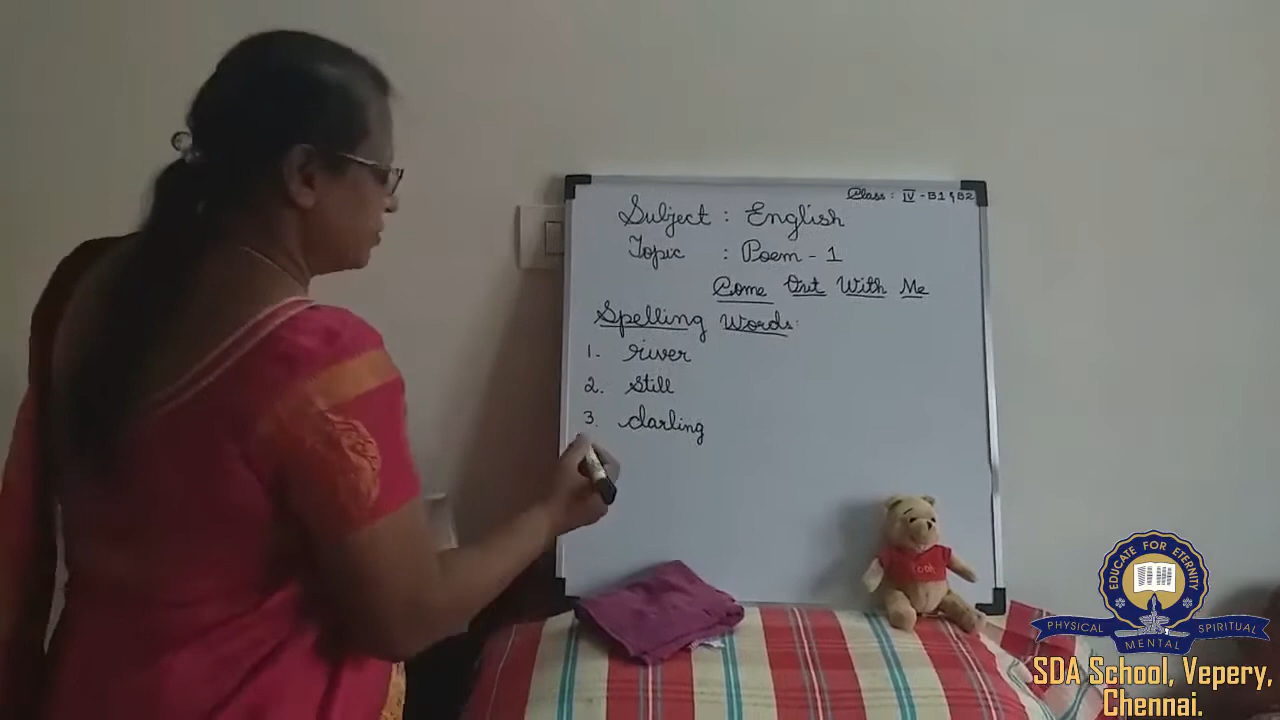 Class : IV - B1 & B2
Subject : English
Topic : Poem - 1
Come Out With Me
Spelling Words:
1. river
2. still
3. darling
Pooh
EDUCATE FOR ETERNITY
PHYSICAL MENTAL SPIRITUAL
SDA School, Vepery,
Chennai.